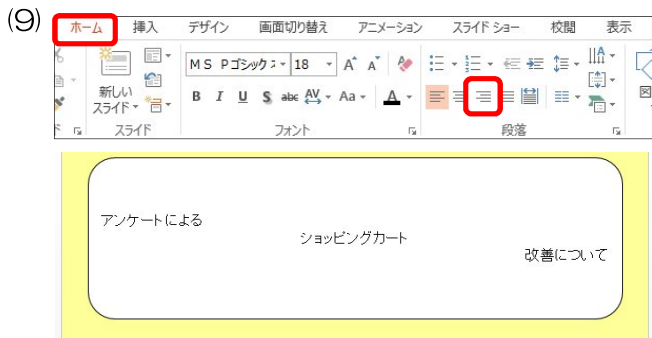 (9)
ホーム 挿入 デザイン 画面切り替え アニメーション スライド ショー 校閲 表示
ＭＳ Ｐゴシック 18 A A
新しい
スライド
B I U S abc AV Aa A
スライド フォント 段落
アンケートによる
ショッピングカート
改善について